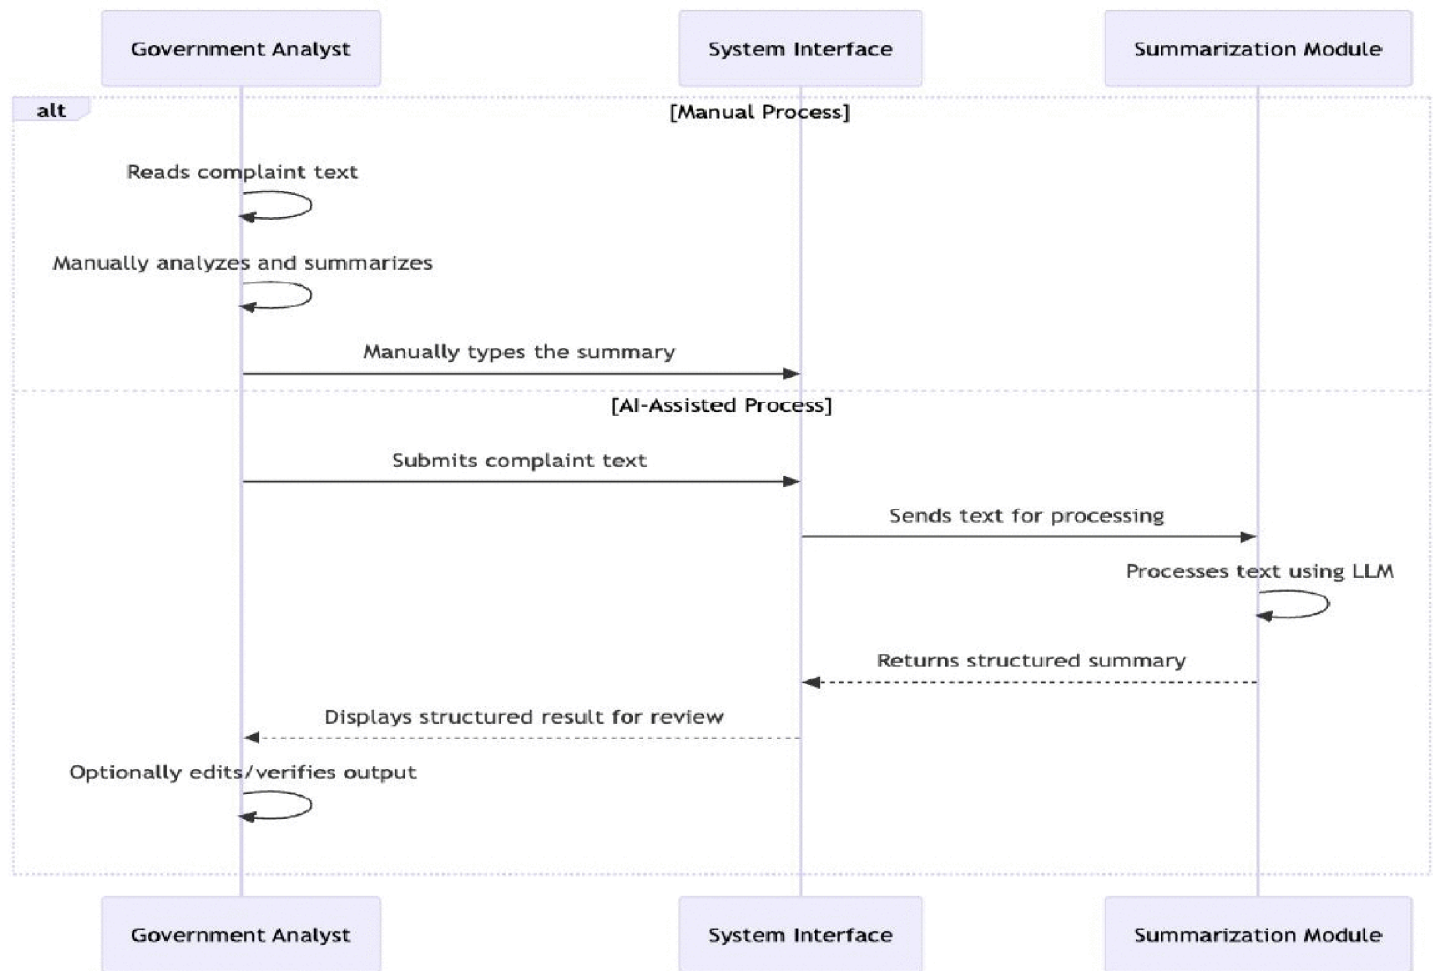 Government Analyst
System Interface
Summarization Module
alt
[Manual Process]
Reads complaint text
Manually analyzes and summarizes
Manually types the summary
[AI-Assisted Process]
Submits complaint text
Sends text for processing
Processes text using LLM
Returns structured summary
Displays structured result for review
Optionally edits/verifies output
Government Analyst
System Interface
Summarization Module